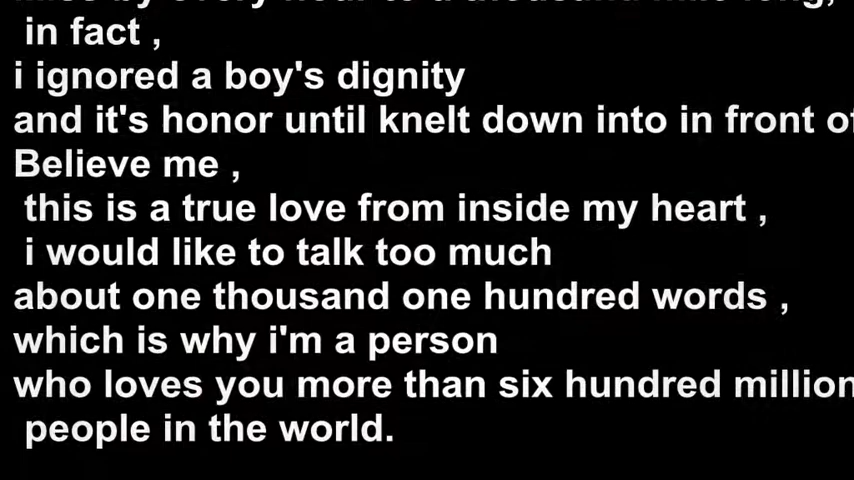 in fact ,
i ignored a boy's dignity
and it's honor until knelt down into in front of
Believe me ,
this is a true love from inside my heart ,
i would like to talk too much
about one thousand one hundred words ,
which is why i'm a person
who loves you more than six hundred million
people in the world.